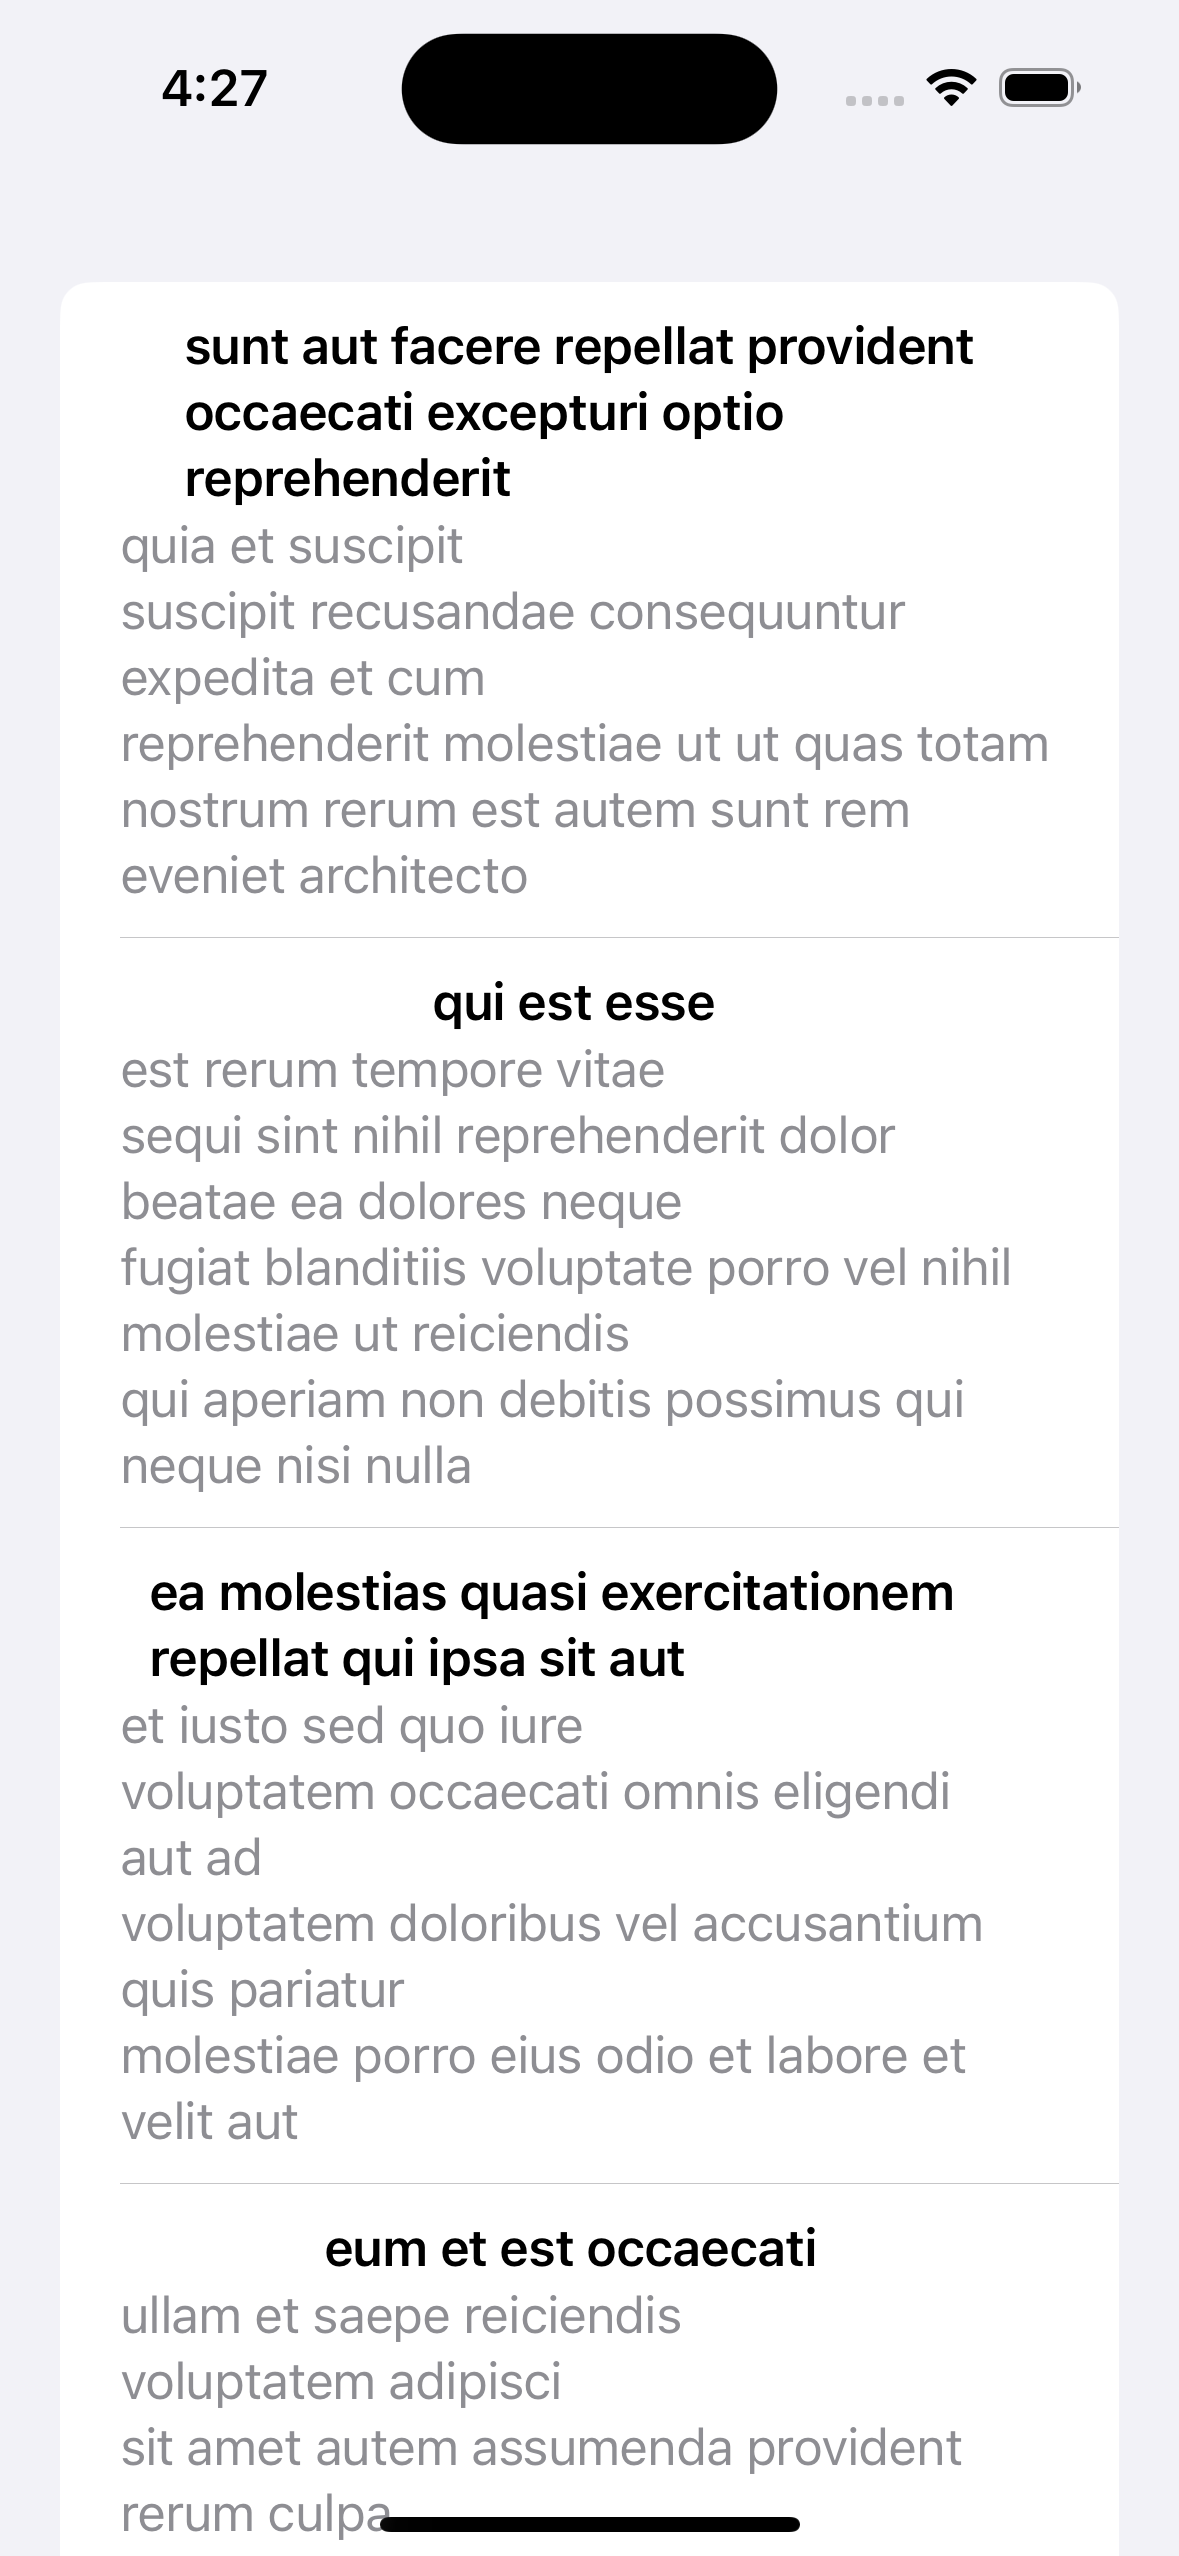 4:27
sunt aut facere repellat provident
occaecati excepturi optio
reprehenderit
quia et suscipit
suscipit recusandae consequuntur
expedita et cum
reprehenderit molestiae ut ut quas totam
nostrum rerum est autem sunt rem
eveniet architecto
qui est esse
est rerum tempore vitae
sequi sint nihil reprehenderit dolor
beatae ea dolores neque
fugiat blanditiis voluptate porro vel nihil
molestiae ut reiciendis
qui aperiam non debitis possimus qui
neque nisi nulla
ea molestias quasi exercitationem
repellat qui ipsa sit aut
et iusto sed quo iure
voluptatem occaecati omnis eligendi
aut ad
voluptatem doloribus vel accusantium
quis pariatur
molestiae porro eius odio et labore et
velit aut
eum et est occaecati
ullam et saepe reiciendis
voluptatem adipisci
sit amet autem assumenda provident
rerum culpa